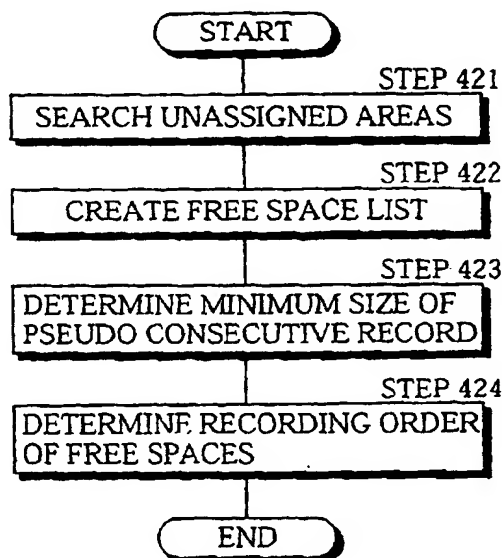 START
STEP 421
SEARCH UNASSIGNED AREAS
STEP 422
CREATE FREE SPACE LIST
STEP 423
DETERMINE MINIMUM SIZE OF
PSEUDO CONSECUTIVE RECORD
STEP 424
DETERMINE RECORDING ORDER
OF FREE SPACES
END